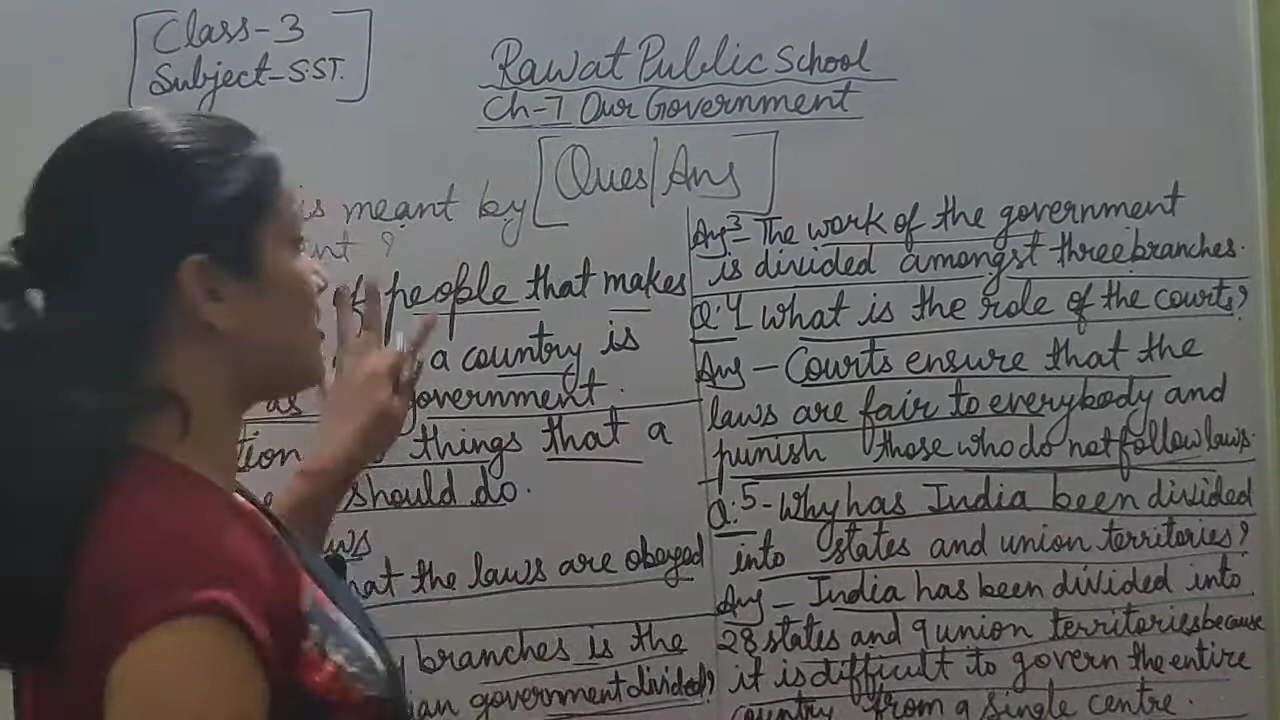 Class-3
Subject-S.ST.
Rawat Public School
Ch-7 Our Government
[Ques/Ans]
is meant by
people that makes
a country is
as government.
things that a
should do.
hat the laws are obeyed
branches is the
government divided?
Ans3- The work of the government
is divided amongst three branches.
Q.4 What is the role of the courts?
Ans - Courts ensure that the
laws are fair to everybody and
punish those who do not follow laws.
Q.5- Why has India been divided
into states and union territories?
Ans - India has been divided into
28 states and 9 union territories because
it is difficult to govern the entire
country from a single centre.